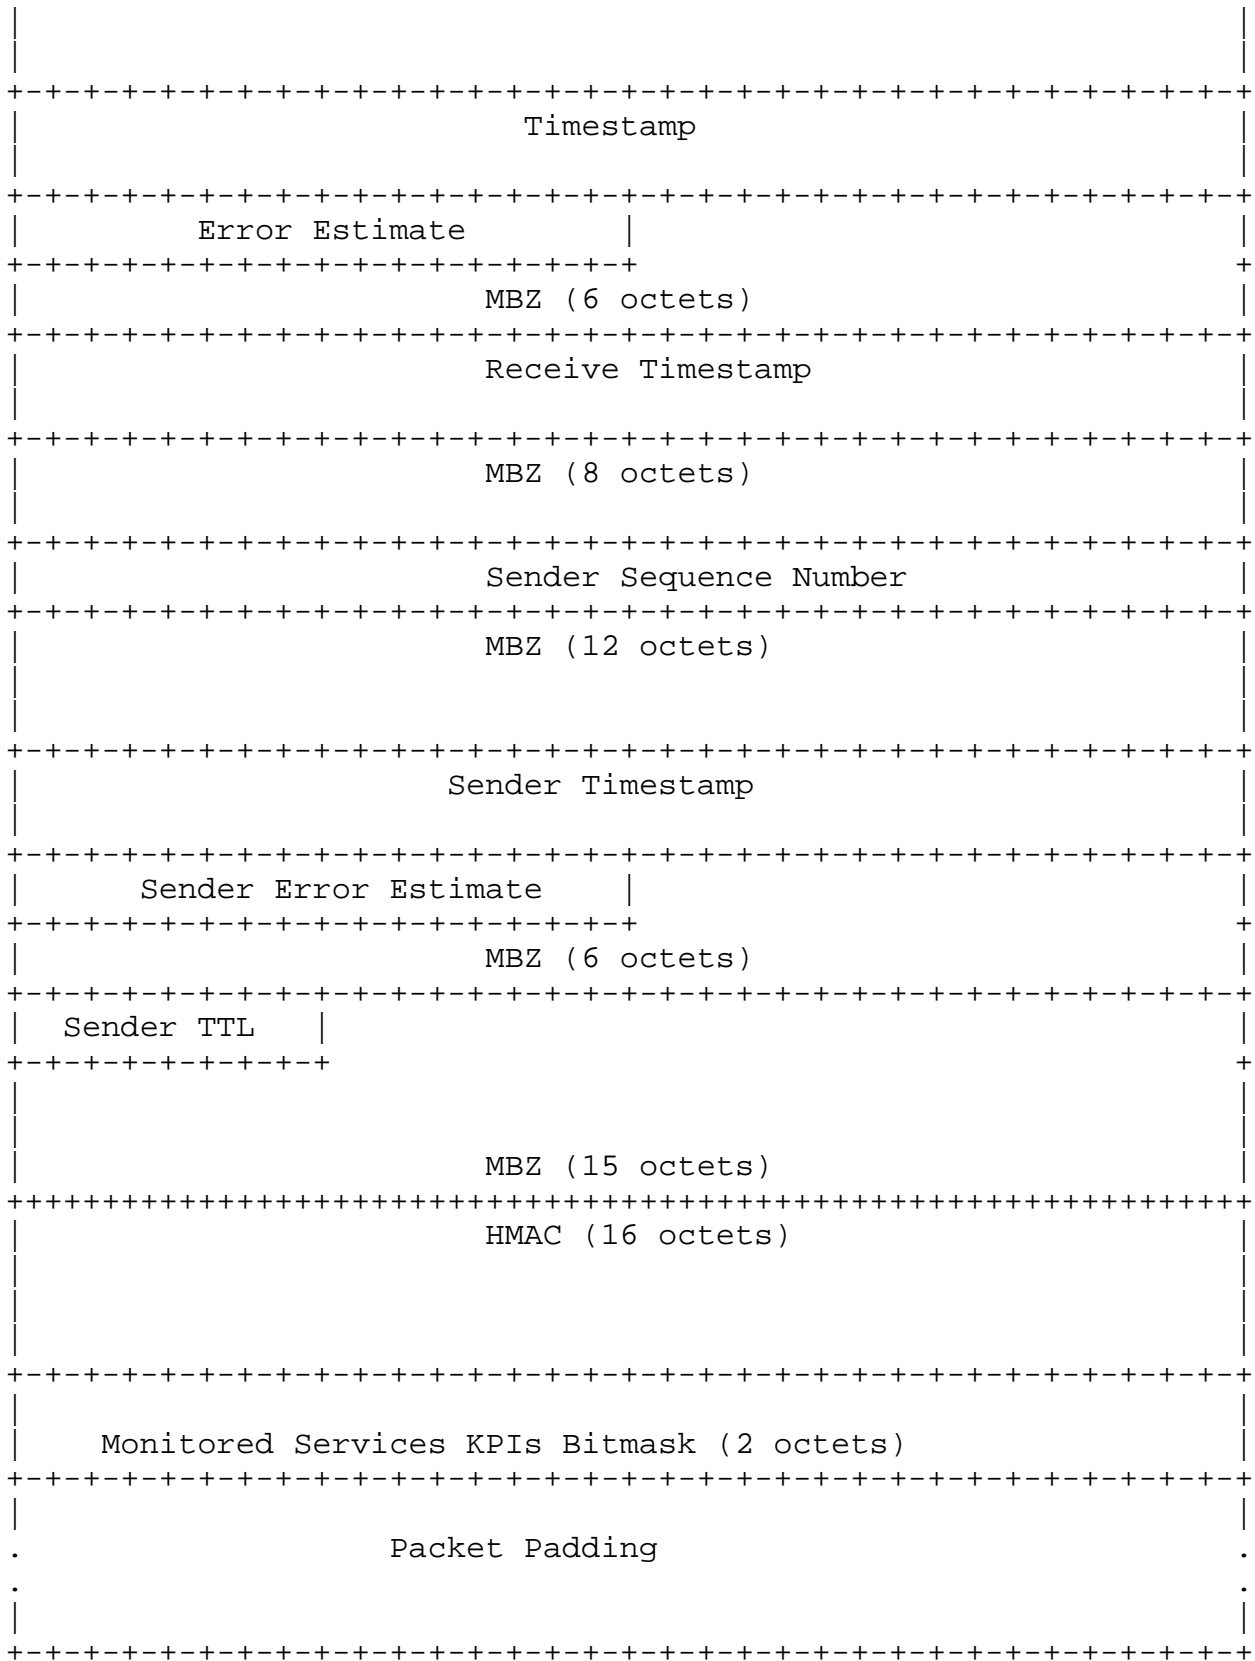 |                                                               |
|                                                               |
+-+-+-+-+-+-+-+-+-+-+-+-+-+-+-+-+-+-+-+-+-+-+-+-+-+-+-+-+-+-+-+-+
|                          Timestamp                            |
|                                                               |
+-+-+-+-+-+-+-+-+-+-+-+-+-+-+-+-+-+-+-+-+-+-+-+-+-+-+-+-+-+-+-+-+
|         Error Estimate        |                               |
+-+-+-+-+-+-+-+-+-+-+-+-+-+-+-+-+                               +
|                        MBZ (6 octets)                         |
+-+-+-+-+-+-+-+-+-+-+-+-+-+-+-+-+-+-+-+-+-+-+-+-+-+-+-+-+-+-+-+-+
|                        Receive Timestamp                      |
|                                                               |
+-+-+-+-+-+-+-+-+-+-+-+-+-+-+-+-+-+-+-+-+-+-+-+-+-+-+-+-+-+-+-+-+
|                        MBZ (8 octets)                         |
|                                                               |
+-+-+-+-+-+-+-+-+-+-+-+-+-+-+-+-+-+-+-+-+-+-+-+-+-+-+-+-+-+-+-+-+
|                        Sender Sequence Number                 |
+-+-+-+-+-+-+-+-+-+-+-+-+-+-+-+-+-+-+-+-+-+-+-+-+-+-+-+-+-+-+-+-+
|                        MBZ (12 octets)                        |
|                                                               |
|                                                               |
+-+-+-+-+-+-+-+-+-+-+-+-+-+-+-+-+-+-+-+-+-+-+-+-+-+-+-+-+-+-+-+-+
|                      Sender Timestamp                         |
|                                                               |
+-+-+-+-+-+-+-+-+-+-+-+-+-+-+-+-+-+-+-+-+-+-+-+-+-+-+-+-+-+-+-+-+
|      Sender Error Estimate    |                               |
+-+-+-+-+-+-+-+-+-+-+-+-+-+-+-+-+                               +
|                        MBZ (6 octets)                         |
+-+-+-+-+-+-+-+-+-+-+-+-+-+-+-+-+-+-+-+-+-+-+-+-+-+-+-+-+-+-+-+-+
|  Sender TTL   |                                               |
+-+-+-+-+-+-+-+-+                                               +
|                                                               |
|                                                               |
|                        MBZ (15 octets)                        |
+++++++++++++++++++++++++++++++++++++++++++++++++++++++++++++++++
|                        HMAC (16 octets)                       |
|                                                               |
|                                                               |
|                                                               |
+-+-+-+-+-+-+-+-+-+-+-+-+-+-+-+-+-+-+-+-+-+-+-+-+-+-+-+-+-+-+-+-+
|                                                               |
|    Monitored Services KPIs Bitmask (2 octets)                 |
+-+-+-+-+-+-+-+-+-+-+-+-+-+-+-+-+-+-+-+-+-+-+-+-+-+-+-+-+-+-+-+-+
|                                                               |
.                   Packet Padding                              .
.                                                               .
|                                                               |
+-+-+-+-+-+-+-+-+-+-+-+-+-+-+-+-+-+-+-+-+-+-+-+-+-+-+-+-+-+-+-+-+